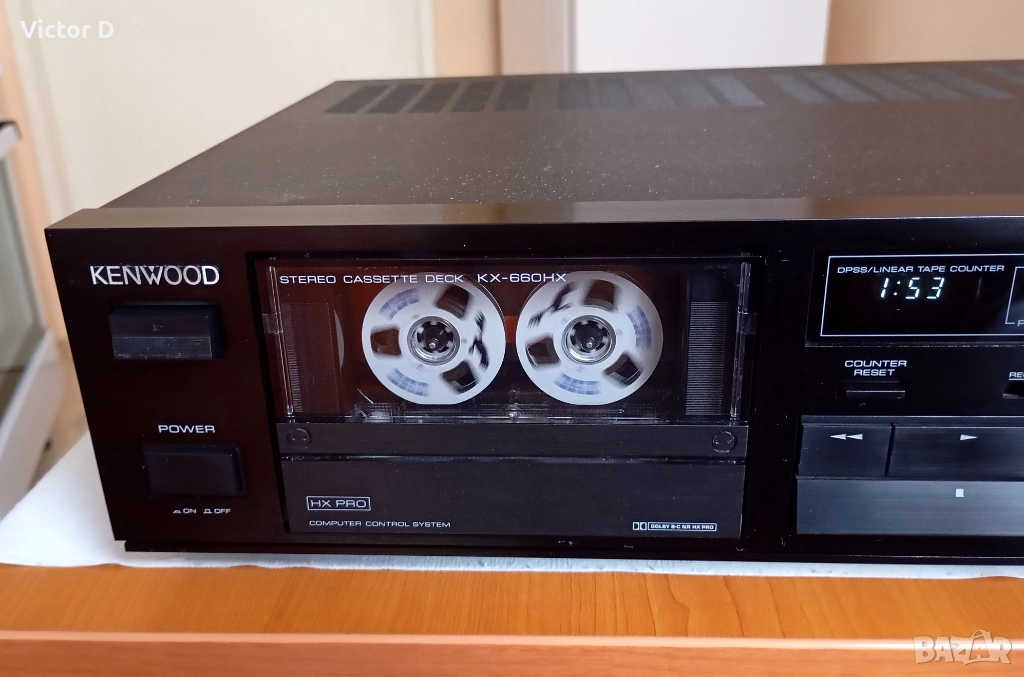 Victor D
KENWOOD
STEREO CASSETTE DECK KX-660HX
DPSS/LINEAR TAPE COUNTER
1:53
COUNTER
RESET
POWER
ON OFF
HX PRO
COMPUTER CONTROL SYSTEM
DOLBY B-C NR HX PRO
BAZAR